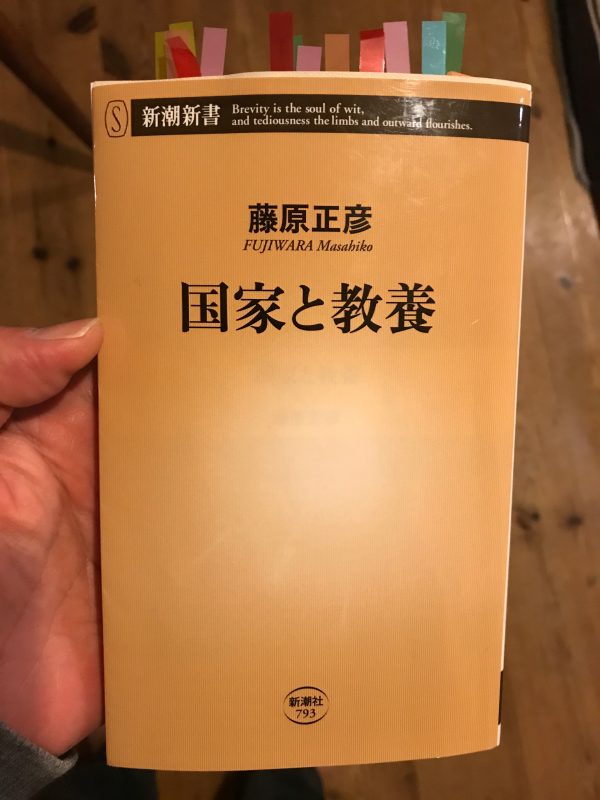 S
新潮新書
Brevity is the soul of wit,
and tediousness the limbs and outward flourishes.
藤原正彦
FUJIWARA Masahiko
国家と教養
新潮社
793